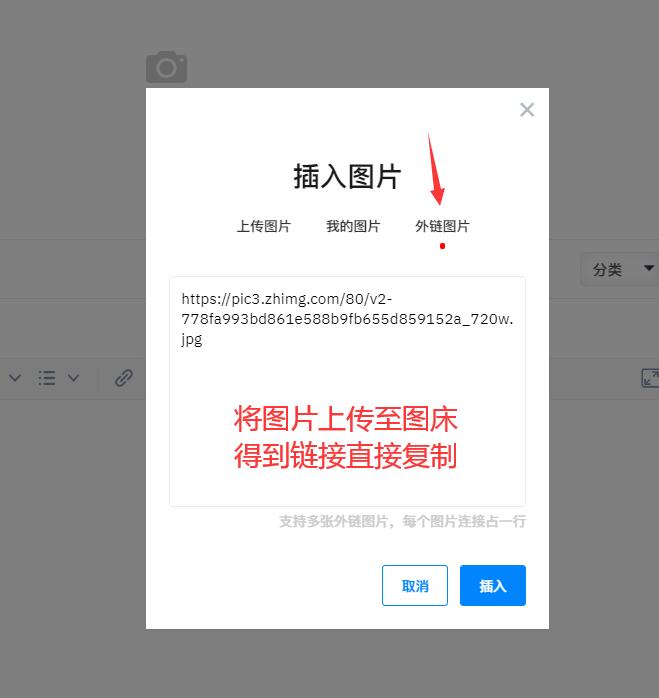 插入图片
上传图片 我的图片 外链图片
分类
https://pic3.zhimg.com/80/v2-
778fa993bd861e588b9fb655d859152a_720w.
jpg
将图片上传至图床
得到链接直接复制
支持多张外链图片，每个图片连接占一行
取消 插入